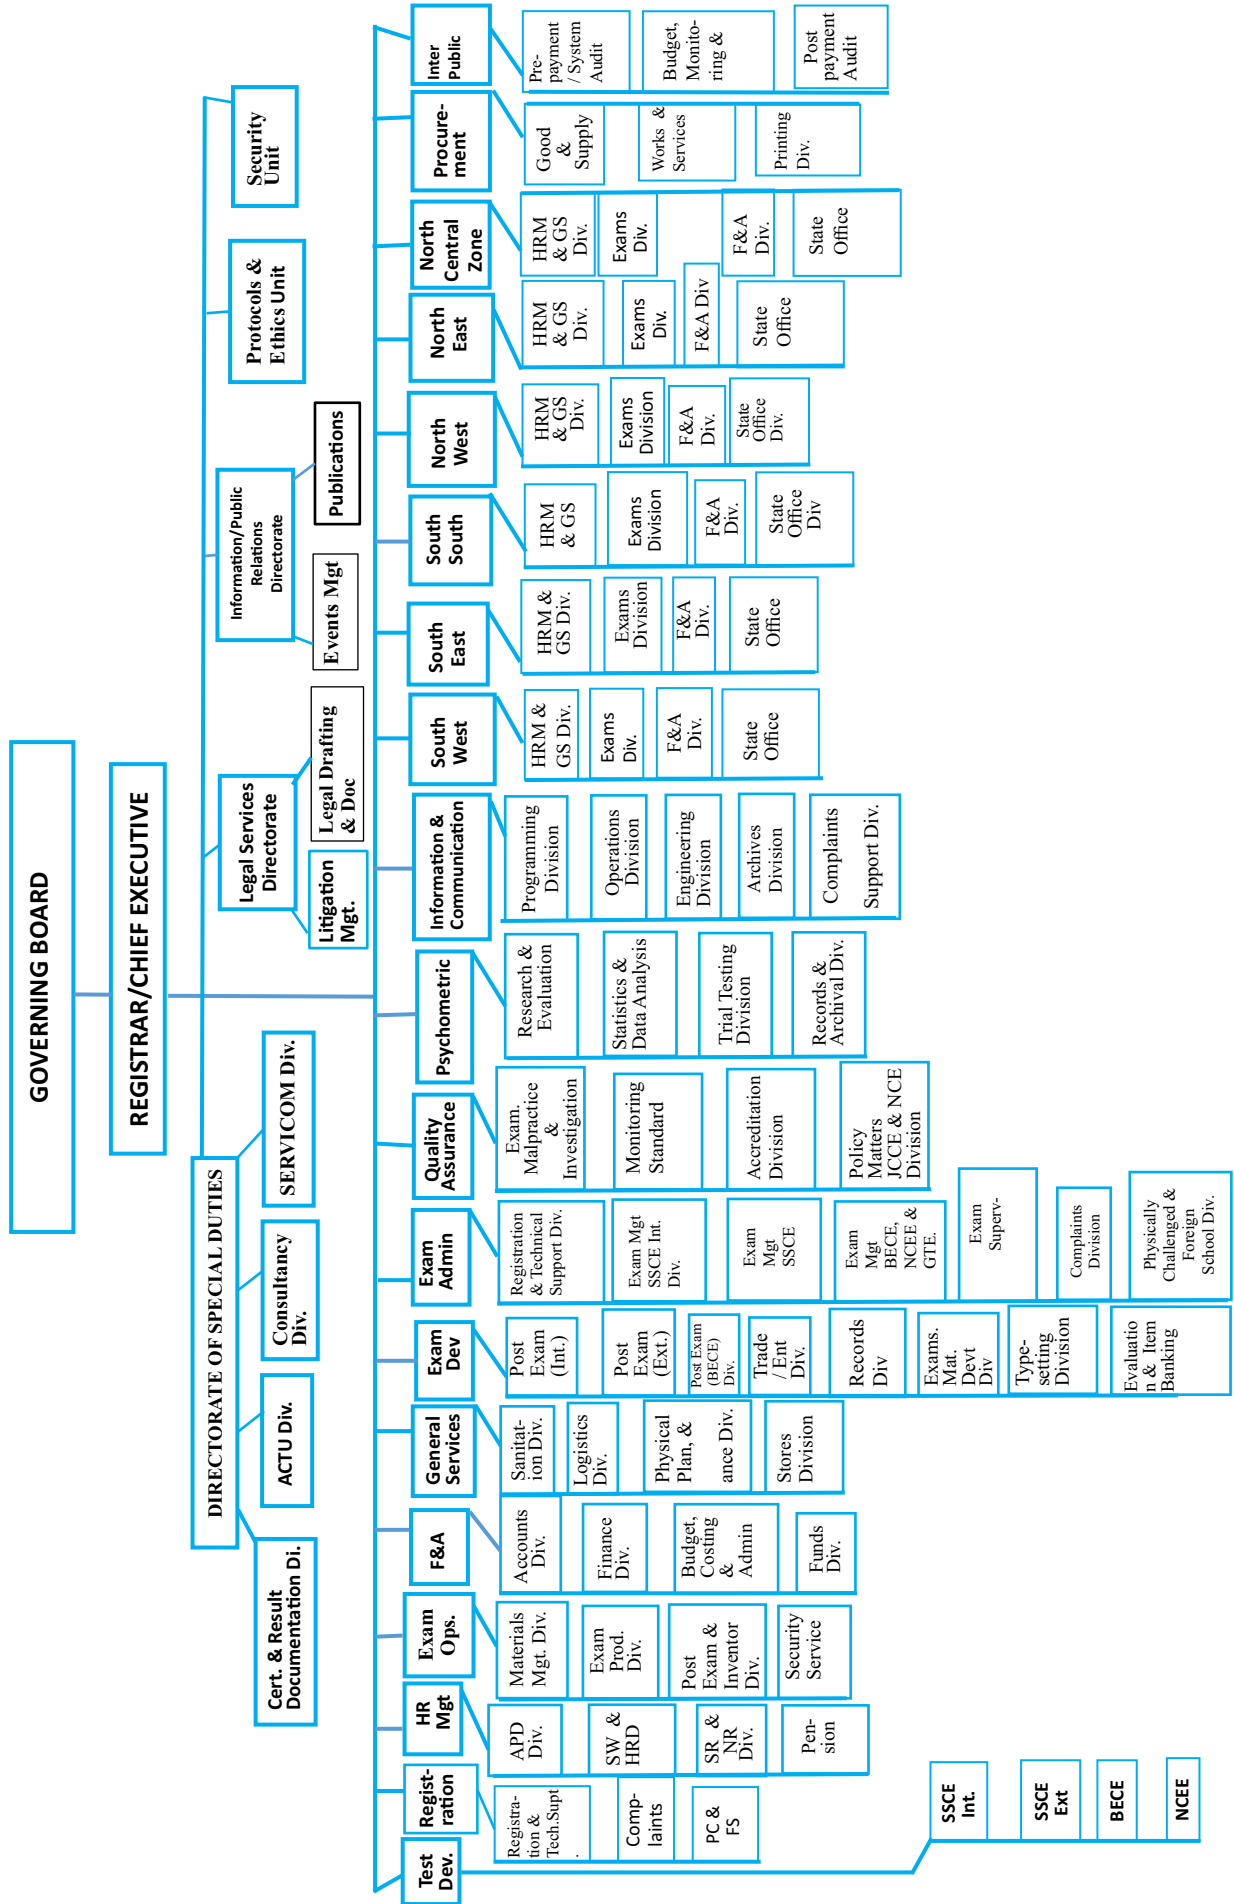 GOVERNING BOARD
REGISTRAR/CHIEF EXECUTIVE
DIRECTORATE OF SPECIAL DUTIES
Cert. & Result
Documentation Di.
ACTU Div.
Consultancy
Div.
SERVICOM Div.
Legal Services
Directorate
Litigation
Mgt.
Legal Drafting
& Doc
Information/Public
Relations
Directorate
Events Mgt
Publications
Protocols &
Ethics Unit
Security
Unit
Test
Dev.
SSCE
Int.
SSCE
Ext
BECE
NCEE
Regist-
ration
Registra-
tion &
Tech.Supt
.
Comp-
laints
PC &
FS
HR
Mgt
APD
Div.
SW &
HRD
SR &
NR
Div.
Pen-
sion
Exam
Ops.
Materials
Mgt. Div.
Exam
Prod.
Div.
Post
Exam &
Inventor
Div.
Security
Service
F&A
Accounts
Div.
Finance
Div.
Budget,
Costing
&
Admin
Funds
Div.
General
Services
Sanitat-
ion Div.
Logistics
Div.
Physical
Plan, &
ance Div.
Stores
Division
Exam
Dev
Post
Exam
(Int.)
Post
Exam
(Ext.)
Post Exam
(BECE)
Div.
Trade
/ Ent
Div.
Records
Div
Exams.
Mat.
Devt
Div
Type-
setting
Division
Evaluatio
n & Item
Banking
Exam
Admin
Registration
& Technical
Support Div.
Exam Mgt
SSCE Int.
Div.
Exam
Mgt
SSCE
Exam
Mgt
BECE,
NCEE &
GTE.
Exam
Superv-
Complaints
Division
Physically
Challenged &
Foreign
School Div.
Quality
Assurance
Exam.
Malpractice
&
Investigation
Monitoring
Standard
Accreditation
Division
Policy
Matters
JCCE & NCE
Division
Psychometric
Research &
Evaluation
Statistics &
Data Analysis
Trial Testing
Division
Records &
Archival Div.
Information &
Communication
Programming
Division
Operations
Division
Engineering
Division
Archives
Division
Complaints
Support Div.
South
West
HRM &
GS Div.
Exams
Div.
F&A
Div.
State
Office
South
East
HRM &
GS Div.
Exams
Division
F&A
Div.
State
Office
South
South
HRM
& GS
Exams
Division
F&A
Div.
State
Office
Div
North
West
HRM
& GS
Div.
Exams
Division
F&A
Div.
State
Office
Div.
North
East
HRM
& GS
Div.
Exams
Div.
F&A Div
State
Office
North
Central
Zone
HRM
& GS
Div.
Exams
Div.
F&A
Div.
State
Office
Procure-
ment
Good
&
Supply
Works &
Services
Printing
Div.
Inter
Public
Pre-
payment
/ System
Audit
Budget,
Monito-
ring &
Post
payment
Audit